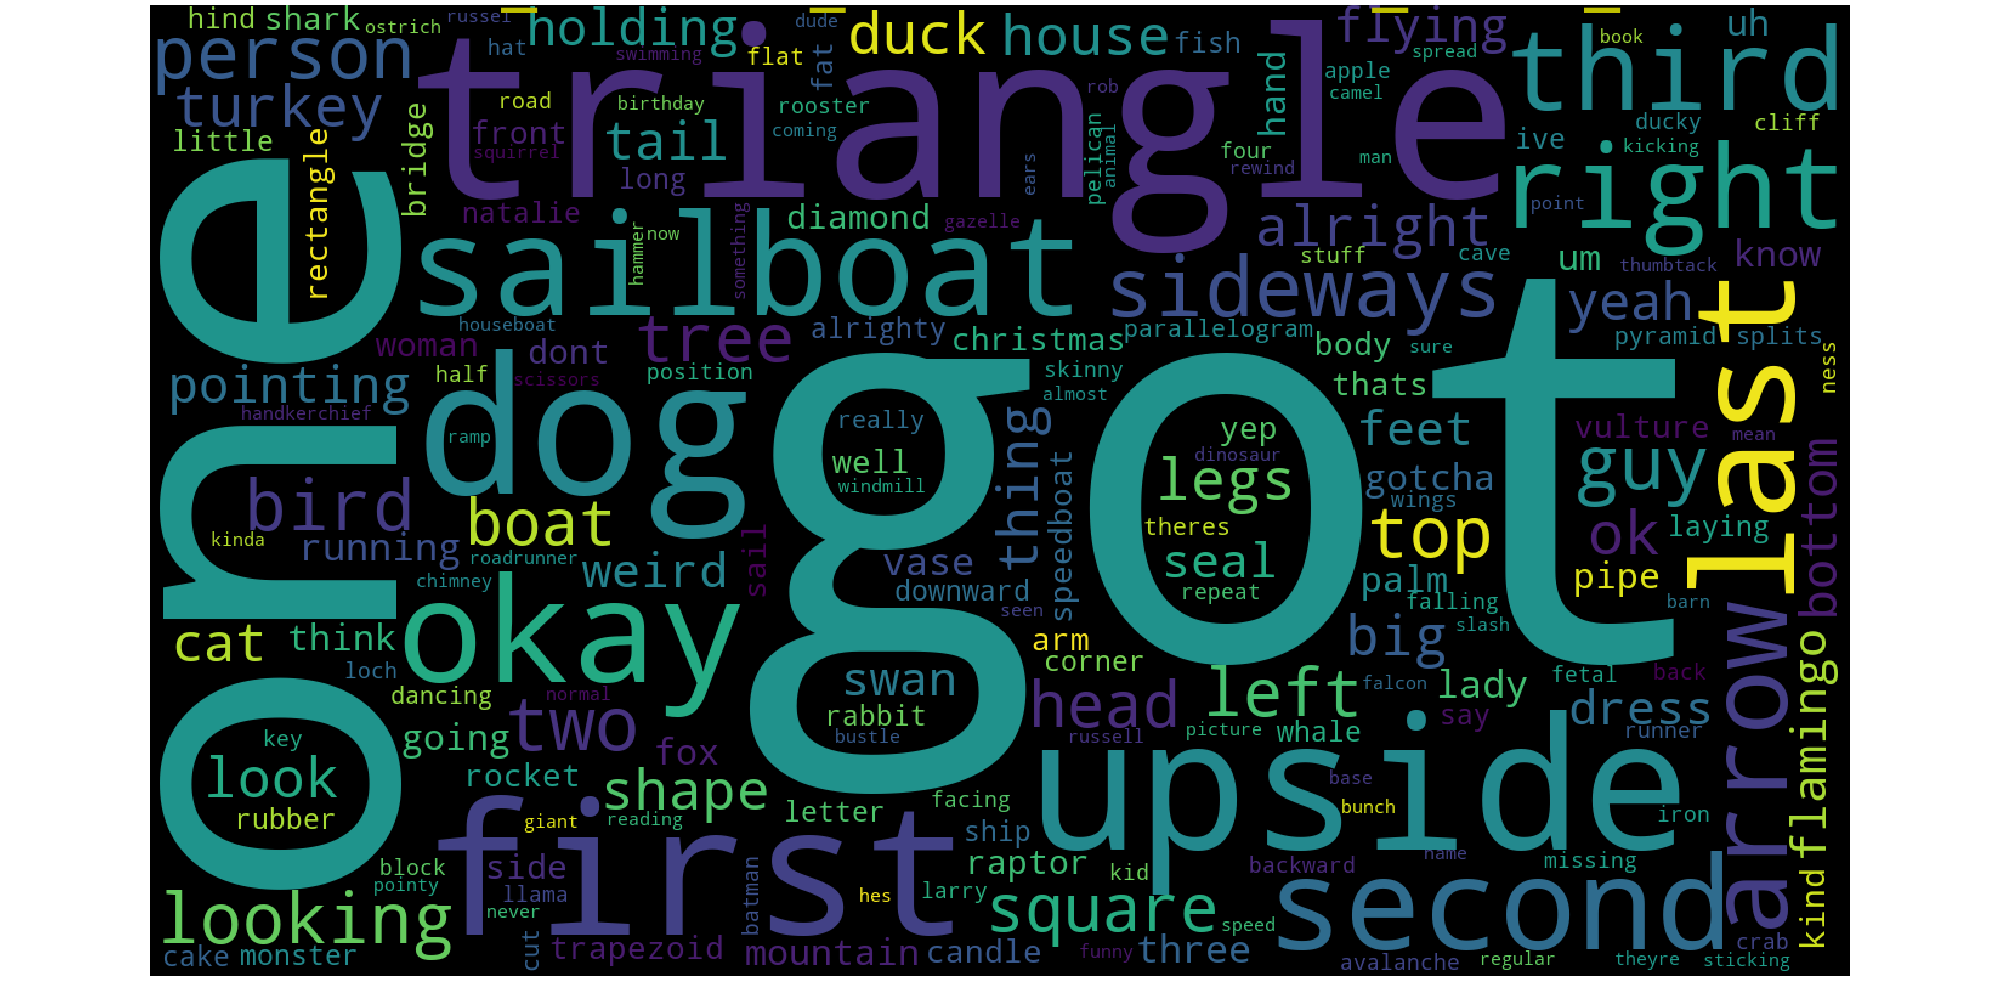 hind shark ostrich russel holding dude duck house fish flying book uh
person hat swimming flat fat spread third
turkey triangle apple camel
road birthday rooster rob hand
little bridge front tail coming ducky cliff
squirrel four man ive kicking
rectangle long ears pelican animal rewind right
natalie diamond gazelle point
one sailboat hammer now something alright stuff cave um know
sideways thumbtack
houseboat alrighty christmas parallelogram yeah last
woman dont tree body sure pyramid splits
pointing half scissors position skinny thats ness
handkerchief dog got almost
ramp really thing yep feet vulture mean
bird well windmill speedboat dinosaur legs gotcha guy bottom
kinda running boat wings laying
roadrunner weird sail vase theres top ok
chimney downward seal palm pipe
okay repeat falling barn
cat think seen arm big slash arrow
loch corner flamingo
dancing normal swan left falcon lady fetal back
key going two fox rabbit head say dress
bustle russell picture whale runner
look rocket upside base
rubber shape letter facing bunch iron
giant reading
first ship name
block side raptor kid backward missing
pointy llama batman hes larry second kind
looking never square speed
cut trapezoid mountain candle funny three crab
cake monster avalanche regular theyre sticking